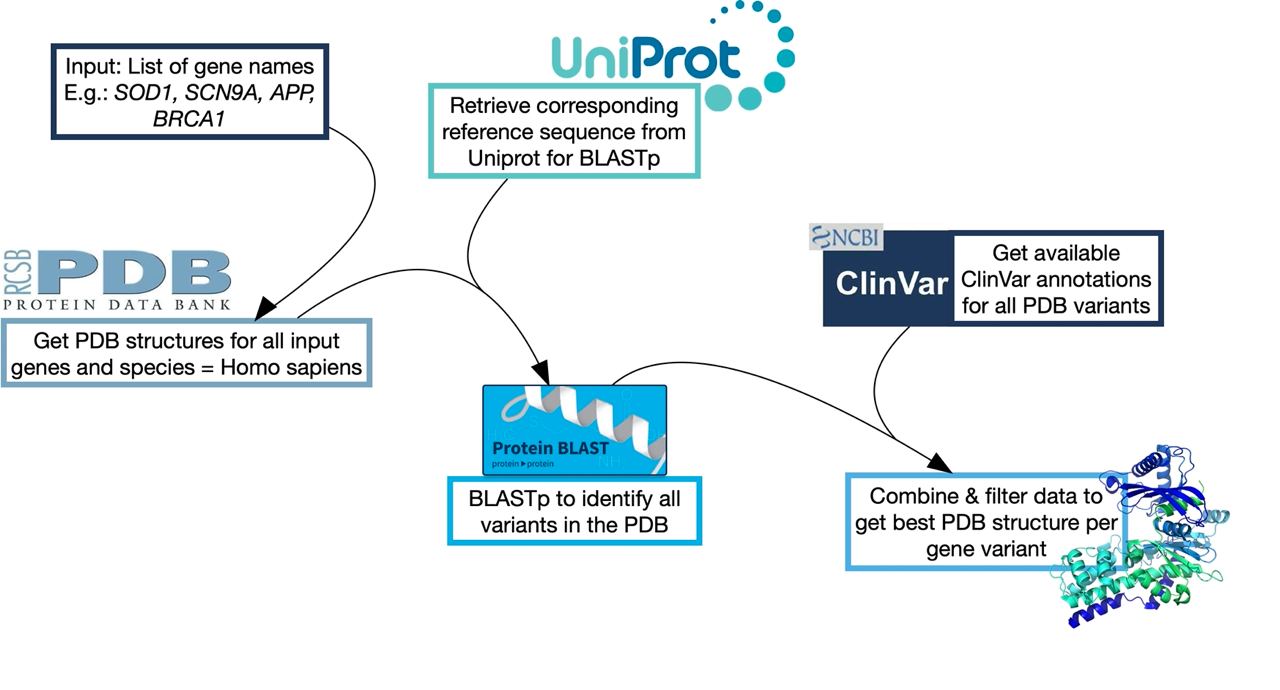 Input: List of gene names
E.g.: SOD1, SCN9A, APP,
BRCA1
UniProt
Retrieve corresponding
reference sequence from
Uniprot for BLASTp
RCSB
PDB
PROTEIN DATA BANK
Get PDB structures for all input
genes and species = Homo sapiens
NCBI
ClinVar
Get available
ClinVar annotations
for all PDB variants
Protein BLAST
protein ▸ protein
BLASTp to identify all
variants in the PDB
Combine & filter data to
get best PDB structure per
gene variant